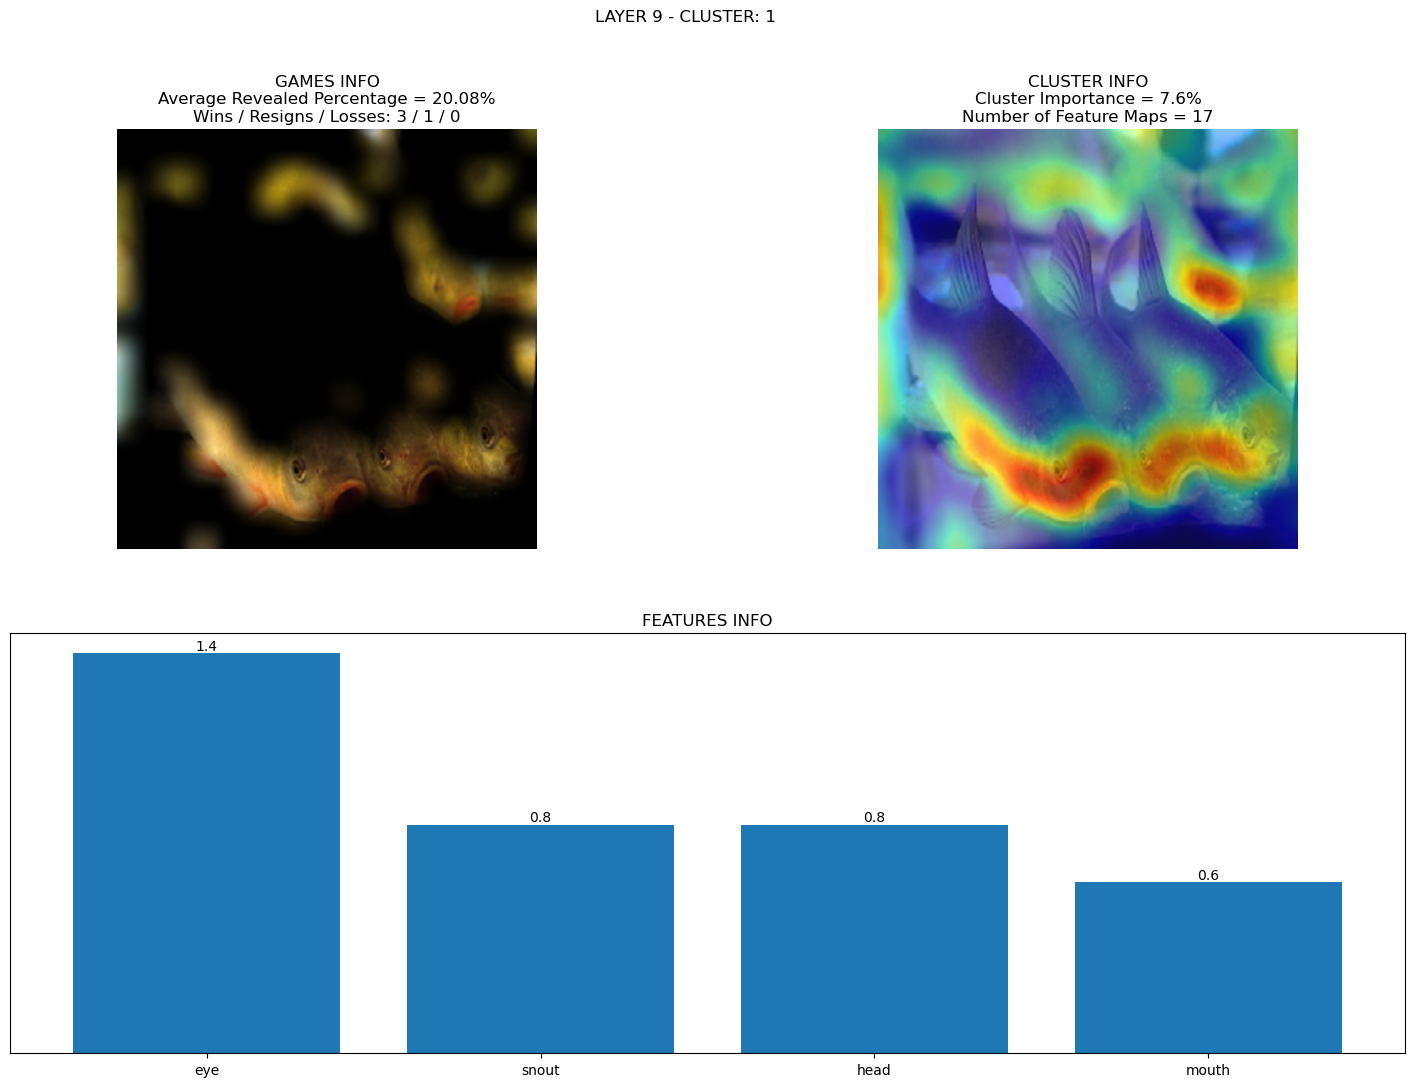 LAYER 9 - CLUSTER: 1
GAMES INFO
Average Revealed Percentage = 20.08%
Wins / Resigns / Losses: 3 / 1 / 0
CLUSTER INFO
Cluster Importance = 7.6%
Number of Feature Maps = 17
FEATURES INFO
1.4
0.8
0.8
0.6
eye
snout
head
mouth